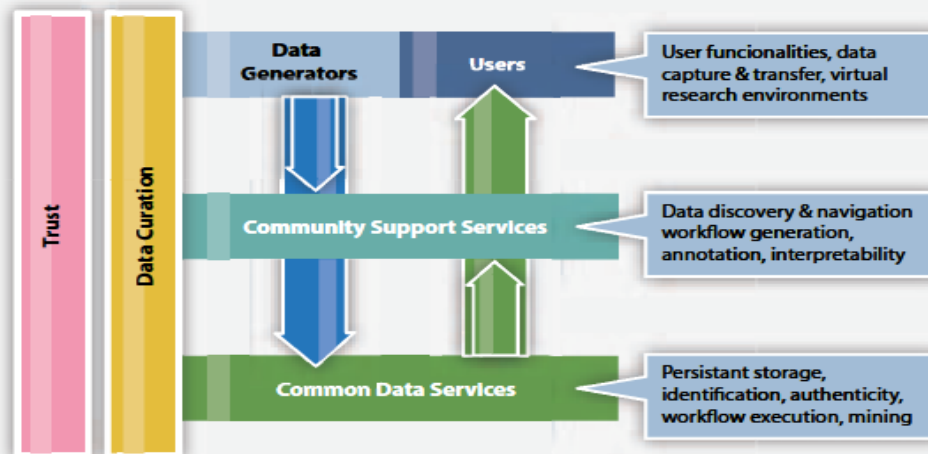 Trust
Data Curation
Data
Generators
Users
User funcionalities, data
capture & transfer, virtual
research environments
Community Support Services
Data discovery & navigation
workflow generation,
annotation, interpretability
Common Data Services
Persistant storage,
identification, authenticity,
workflow execution, mining